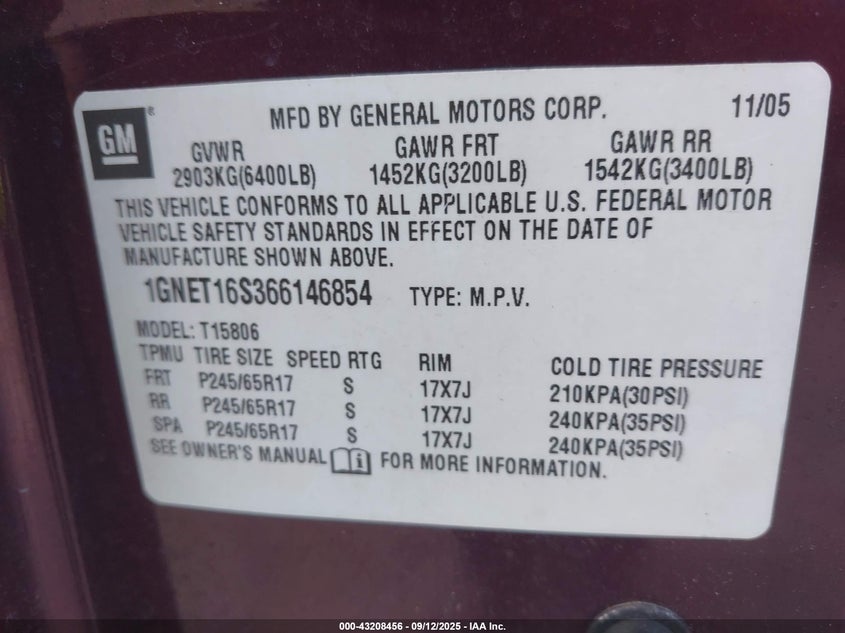 GM ® MFD BY GENERAL MOTORS CORP. 11/05
GVWR GAWR FRT GAWR RR
2903KG(6400LB) 1452KG(3200LB) 1542KG(3400LB)
THIS VEHICLE CONFORMS TO ALL APPLICABLE U.S. FEDERAL MOTOR
VEHICLE SAFETY STANDARDS IN EFFECT ON THE DATE OF
MANUFACTURE SHOWN ABOVE.
1GNET16S366146854 TYPE: M.P.V.
MODEL: T15806
TPMU TIRE SIZE SPEED RTG RIM COLD TIRE PRESSURE
FRT P245/65R17 S 17X7J 210KPA(30PSI)
RR P245/65R17 S 17X7J 240KPA(35PSI)
SPA P245/65R17 S 17X7J 240KPA(35PSI)
SEE OWNER'S MANUAL i FOR MORE INFORMATION.
000-43208456 - 09/12/2025 - IAA Inc.